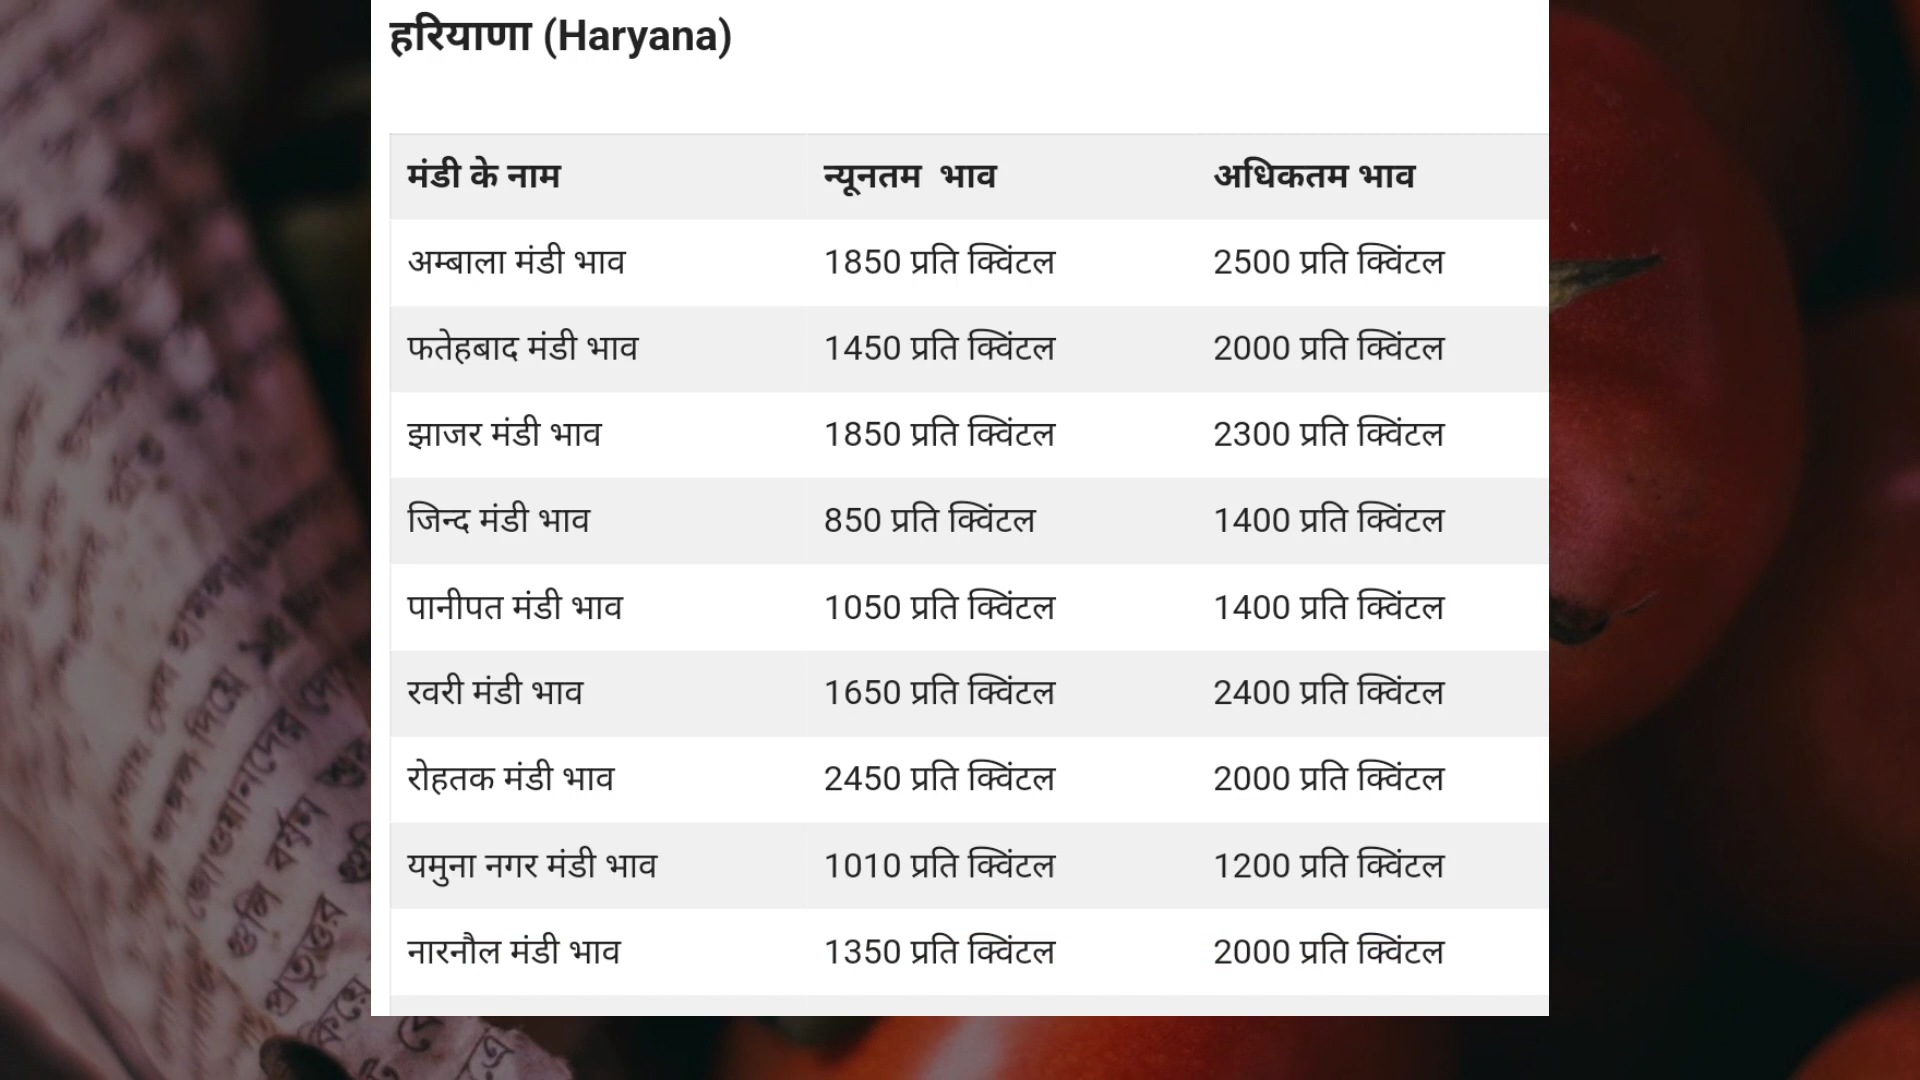 हरियाणा (Haryana)
मंडी के नाम न्यूनतम भाव अधिकतम भाव
अम्बाला मंडी भाव 1850 प्रति क्विंटल 2500 प्रति क्विंटल
फतेहबाद मंडी भाव 1450 प्रति क्विंटल 2000 प्रति क्विंटल
झाजर मंडी भाव 1850 प्रति क्विंटल 2300 प्रति क्विंटल
जिन्द मंडी भाव 850 प्रति क्विंटल 1400 प्रति क्विंटल
पानीपत मंडी भाव 1050 प्रति क्विंटल 1400 प्रति क्विंटल
रवरी मंडी भाव 1650 प्रति क्विंटल 2400 प्रति क्विंटल
रोहतक मंडी भाव 2450 प्रति क्विंटल 2000 प्रति क्विंटल
यमुना नगर मंडी भाव 1010 प्रति क्विंटल 1200 प्रति क्विंटल
नारनौल मंडी भाव 1350 प्रति क्विंटल 2000 प्रति क्विंटल